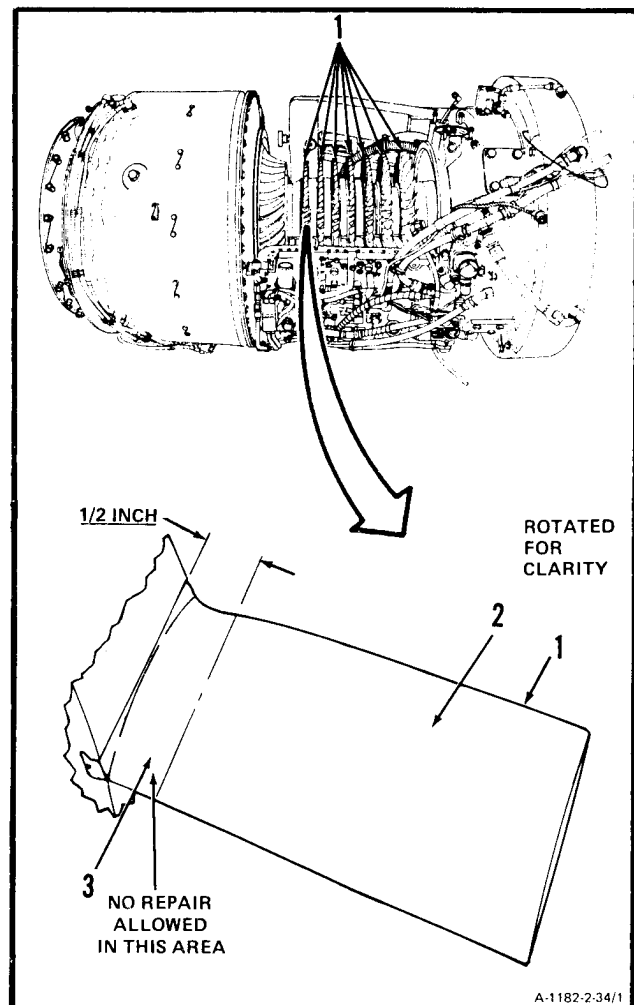 1
1/2 INCH
ROTATED
FOR
CLARITY
2
1
3
NO REPAIR
ALLOWED
IN THIS AREA
A-1182-2-34/1